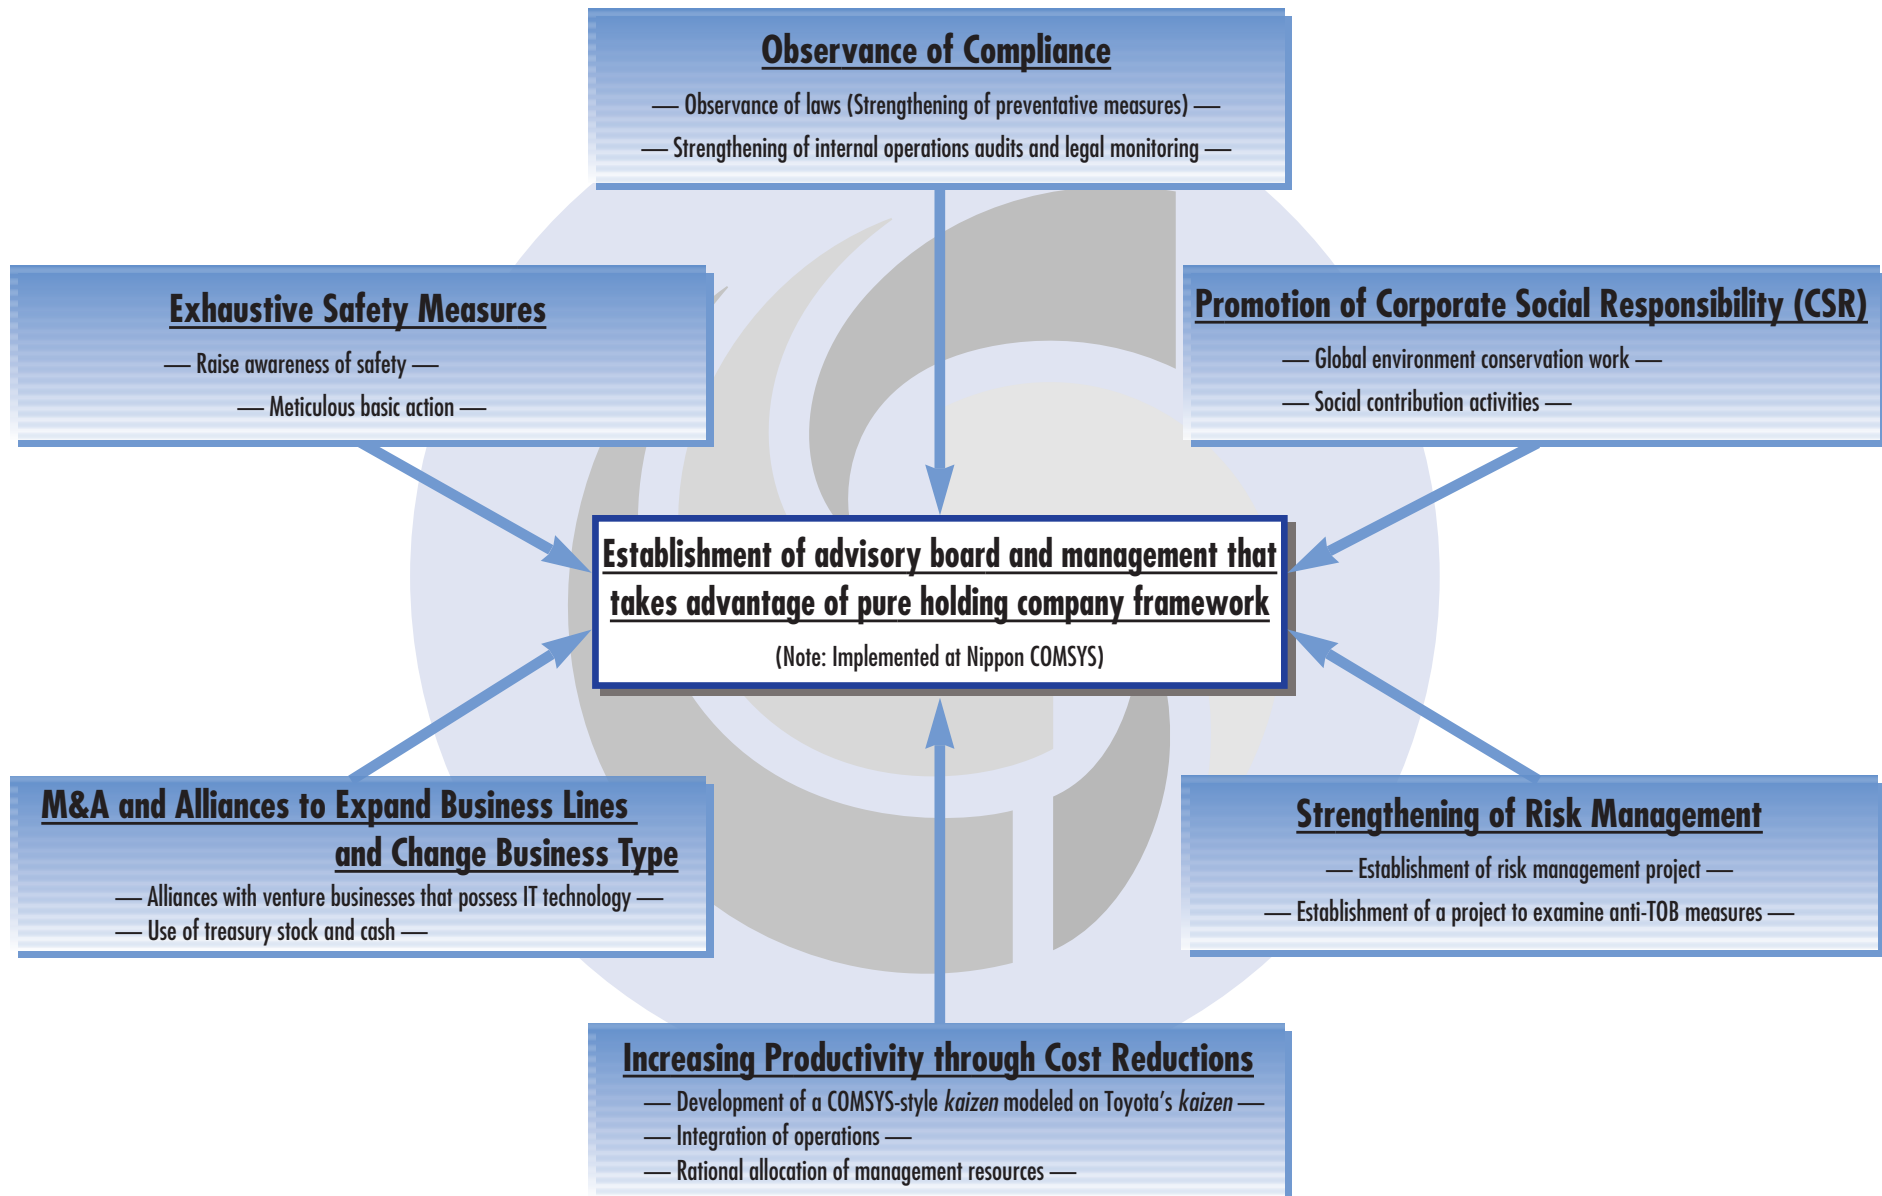 Observance of Compliance
— Observance of laws (Strengthening of preventative measures) —
— Strengthening of internal operations audits and legal monitoring —
Exhaustive Safety Measures
— Raise awareness of safety —
— Meticulous basic action —
Promotion of Corporate Social Responsibility (CSR)
— Global environment conservation work —
— Social contribution activities —
Establishment of advisory board and management that
takes advantage of pure holding company framework
(Note: Implemented at Nippon COMSYS)
M&A and Alliances to Expand Business Lines
and Change Business Type
— Alliances with venture businesses that possess IT technology —
— Use of treasury stock and cash —
Strengthening of Risk Management
— Establishment of risk management project —
— Establishment of a project to examine anti-TOB measures —
Increasing Productivity through Cost Reductions
— Development of a COMSYS-style kaizen modeled on Toyota’s kaizen —
— Integration of operations —
— Rational allocation of management resources —